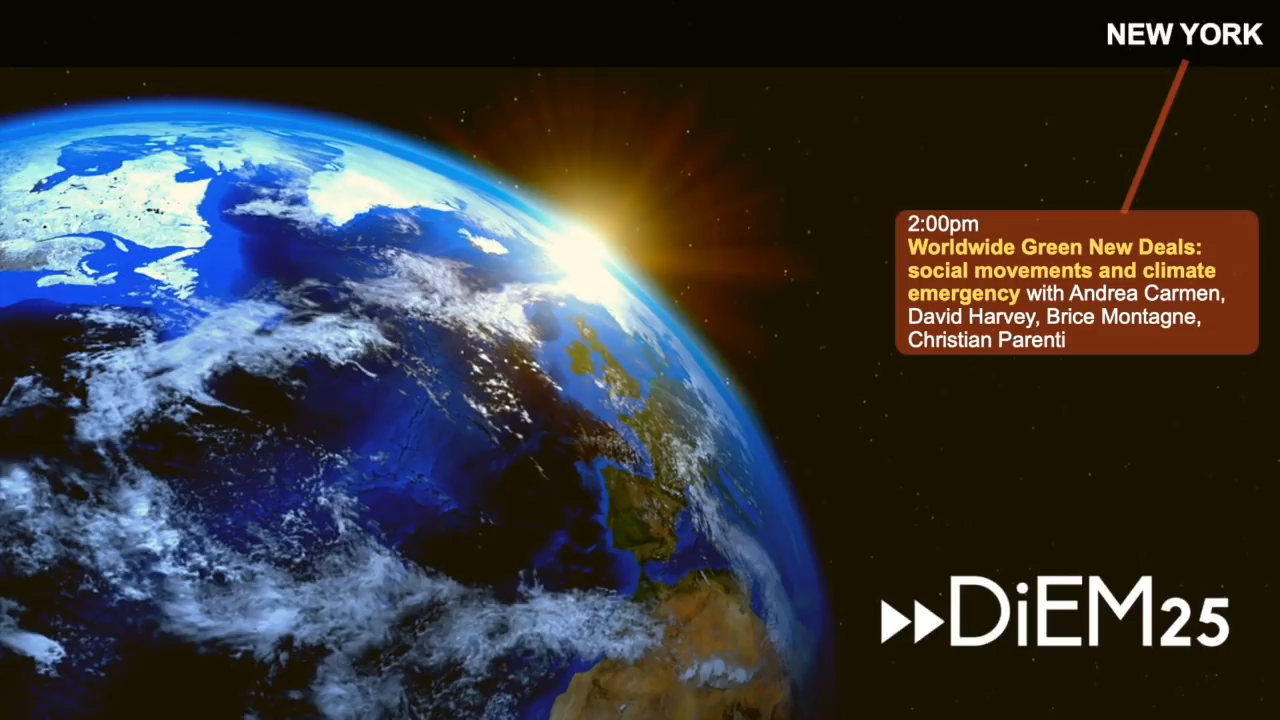 NEW YORK
2:00pm
Worldwide Green New Deals:
social movements and climate
emergency with Andrea Carmen,
David Harvey, Brice Montagne,
Christian Parenti
DiEM25